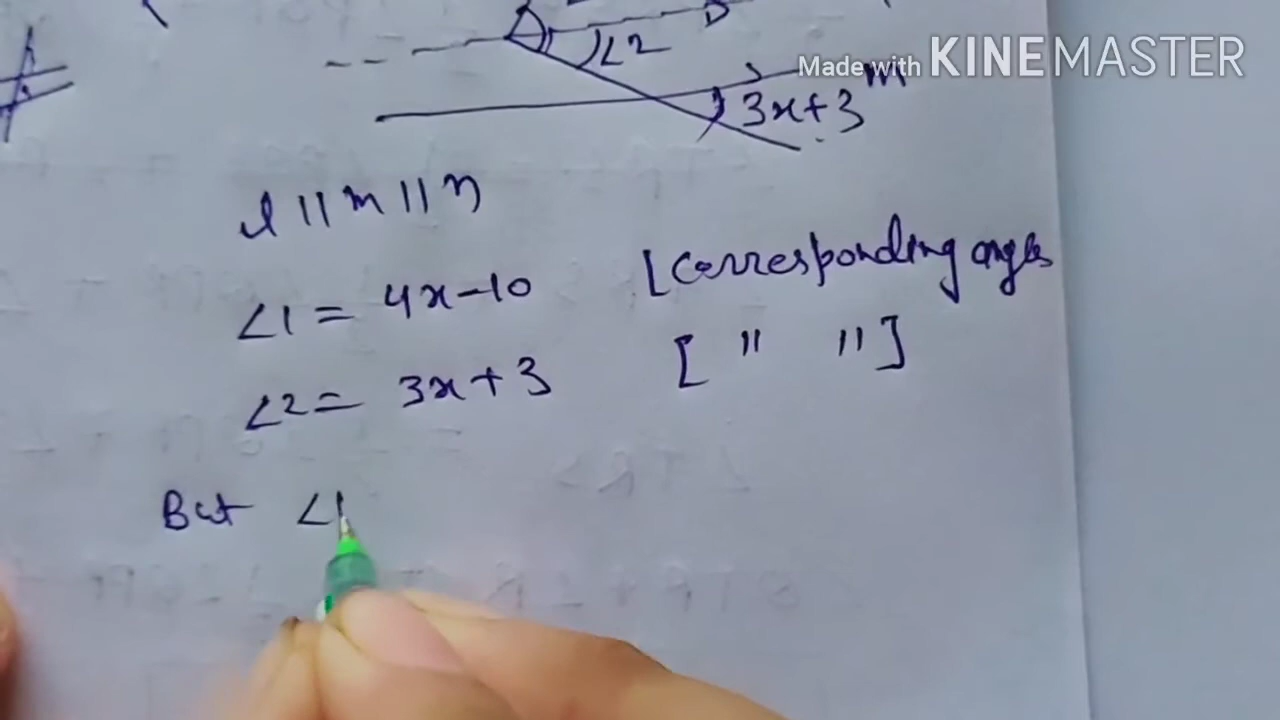 ∠2
Made with KINEMASTER
m
3x+3
l || m || n
∠1 = 4x-10 [Corresponding angles
∠2 = 3x+3 [ " " ]
But ∠1